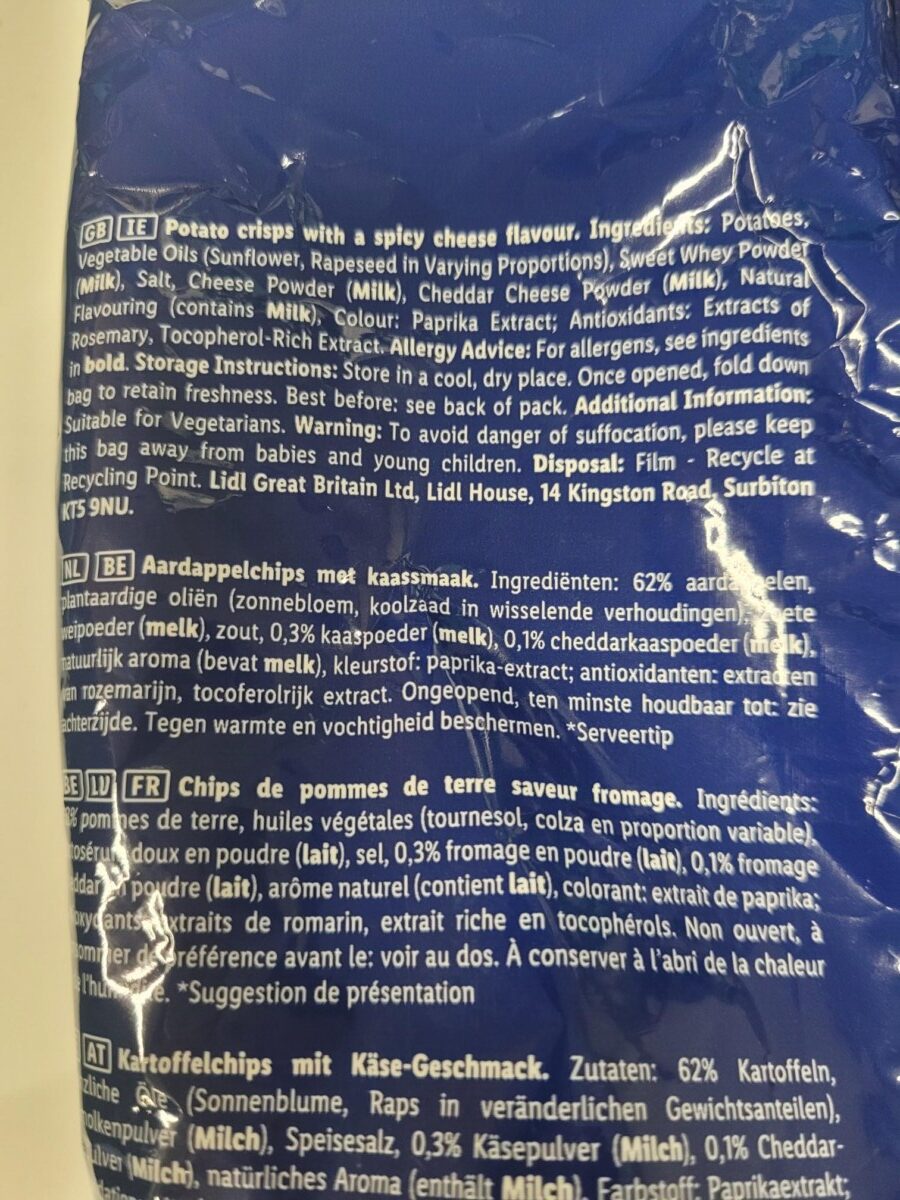 GB IE Potato crisps with a spicy cheese flavour. Ingredients: Potatoes,
Vegetable Oils (Sunflower, Rapeseed in Varying Proportions), Sweet Whey Powder
(Milk), Salt, Cheese Powder (Milk), Cheddar Cheese Powder (Milk), Natural
Flavouring (contains Milk), Colour: Paprika Extract; Antioxidants: Extracts of
Rosemary, Tocopherol-Rich Extract. Allergy Advice: For allergens, see ingredients
in bold. Storage Instructions: Store in a cool, dry place. Once opened, fold down
bag to retain freshness. Best before: see back of pack. Additional Information:
Suitable for Vegetarians. Warning: To avoid danger of suffocation, please keep
this bag away from babies and young children. Disposal: Film - Recycle at
Recycling Point. Lidl Great Britain Ltd, Lidl House, 14 Kingston Road, Surbiton
KT5 9NU.
NL BE Aardappelchips met kaassmaak. Ingrediënten: 62% aardappelen,
plantaardige oliën (zonnebloem, koolzaad in wisselende verhoudingen),
weipoeder (melk), zout, 0,3% kaaspoeder (melk), 0,1% cheddarkaaspoeder (melk),
natuurlijk aroma (bevat melk), kleurstof: paprika-extract; antioxidanten: extracten
van rozemarijn, tocoferolrijk extract. Ongeopend, ten minste houdbaar tot: zie
achterzijde. Tegen warmte en vochtigheid beschermen. *Serveertip
BE LU FR Chips de pommes de terre saveur fromage. Ingrédients:
pommes de terre, huiles végétales (tournesol, colza en proportion variable),
doux en poudre (lait), sel, 0,3% fromage en poudre (lait), 0,1% fromage
poudre (lait), arôme naturel (contient lait), colorant: extrait de paprika;
extraits de romarin, extrait riche en tocophérols. Non ouvert, à
de préférence avant le: voir au dos. À conserver à l'abri de la chaleur
*Suggestion de présentation
AT Kartoffelchips mit Käse-Geschmack. Zutaten: 62% Kartoffeln,
Öle (Sonnenblume, Raps in veränderlichen Gewichtsanteilen),
(Milch), Speisesalz, 0,3% Käsepulver (Milch), 0,1% Cheddar-
(Milch), natürliches Aroma (enthält Milch), Farbstoff: Paprikaextrakt;